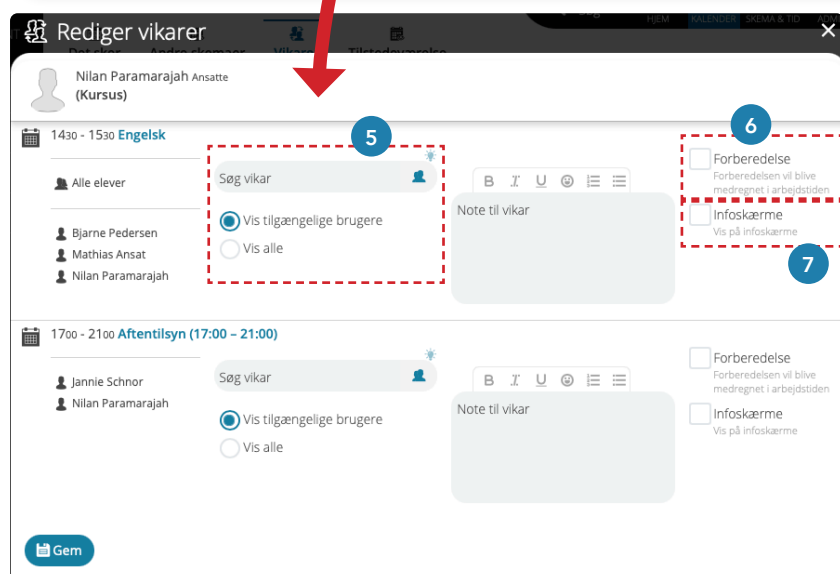 Rediger vikarer
HJEM KALENDER SKEMA & TID
Nilan Paramarajah Ansatte
(Kursus)
1430 - 1530 Engelsk
5
6
Alle elever
Søg vikar
Forberedelse
Forberedelsen vil blive
medregnet i arbejdstiden
Bjarne Pedersen
Mathias Ansat
Nilan Paramarajah
Vis tilgængelige brugere
Vis alle
B I U
Note til vikar
Infoskærme
Vis på infoskærme
7
1700 - 2100 Aftentilsyn (17:00 – 21:00)
Jannie Schnor
Nilan Paramarajah
Søg vikar
Vis tilgængelige brugere
Vis alle
B I U
Note til vikar
Forberedelse
Forberedelsen vil blive
medregnet i arbejdstiden
Infoskærme
Vis på infoskærme
Gem